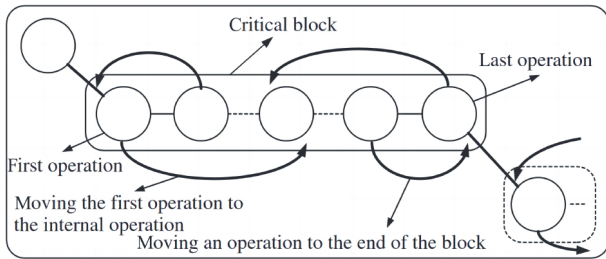 Critical block
Last operation
First operation
Moving the first operation to
the internal operation
Moving an operation to the end of the block